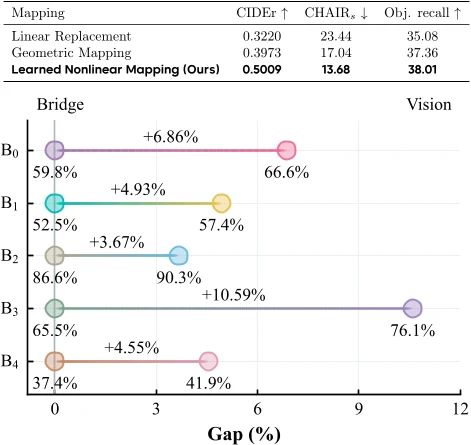 Mapping CIDEr ↑ CHAIRs ↓ Obj. recall ↑
Linear Replacement 0.3220 23.44 35.08
Geometric Mapping 0.3973 17.04 37.36
Learned Nonlinear Mapping (Ours) 0.5009 13.68 38.01
Bridge Vision
+6.86%
B0
59.8% 66.6%
+4.93%
B1
52.5% 57.4%
+3.67%
B2
86.6% 90.3%
+10.59%
B3
65.5% 76.1%
+4.55%
B4
37.4% 41.9%
0 3 6 9 12
Gap (%)